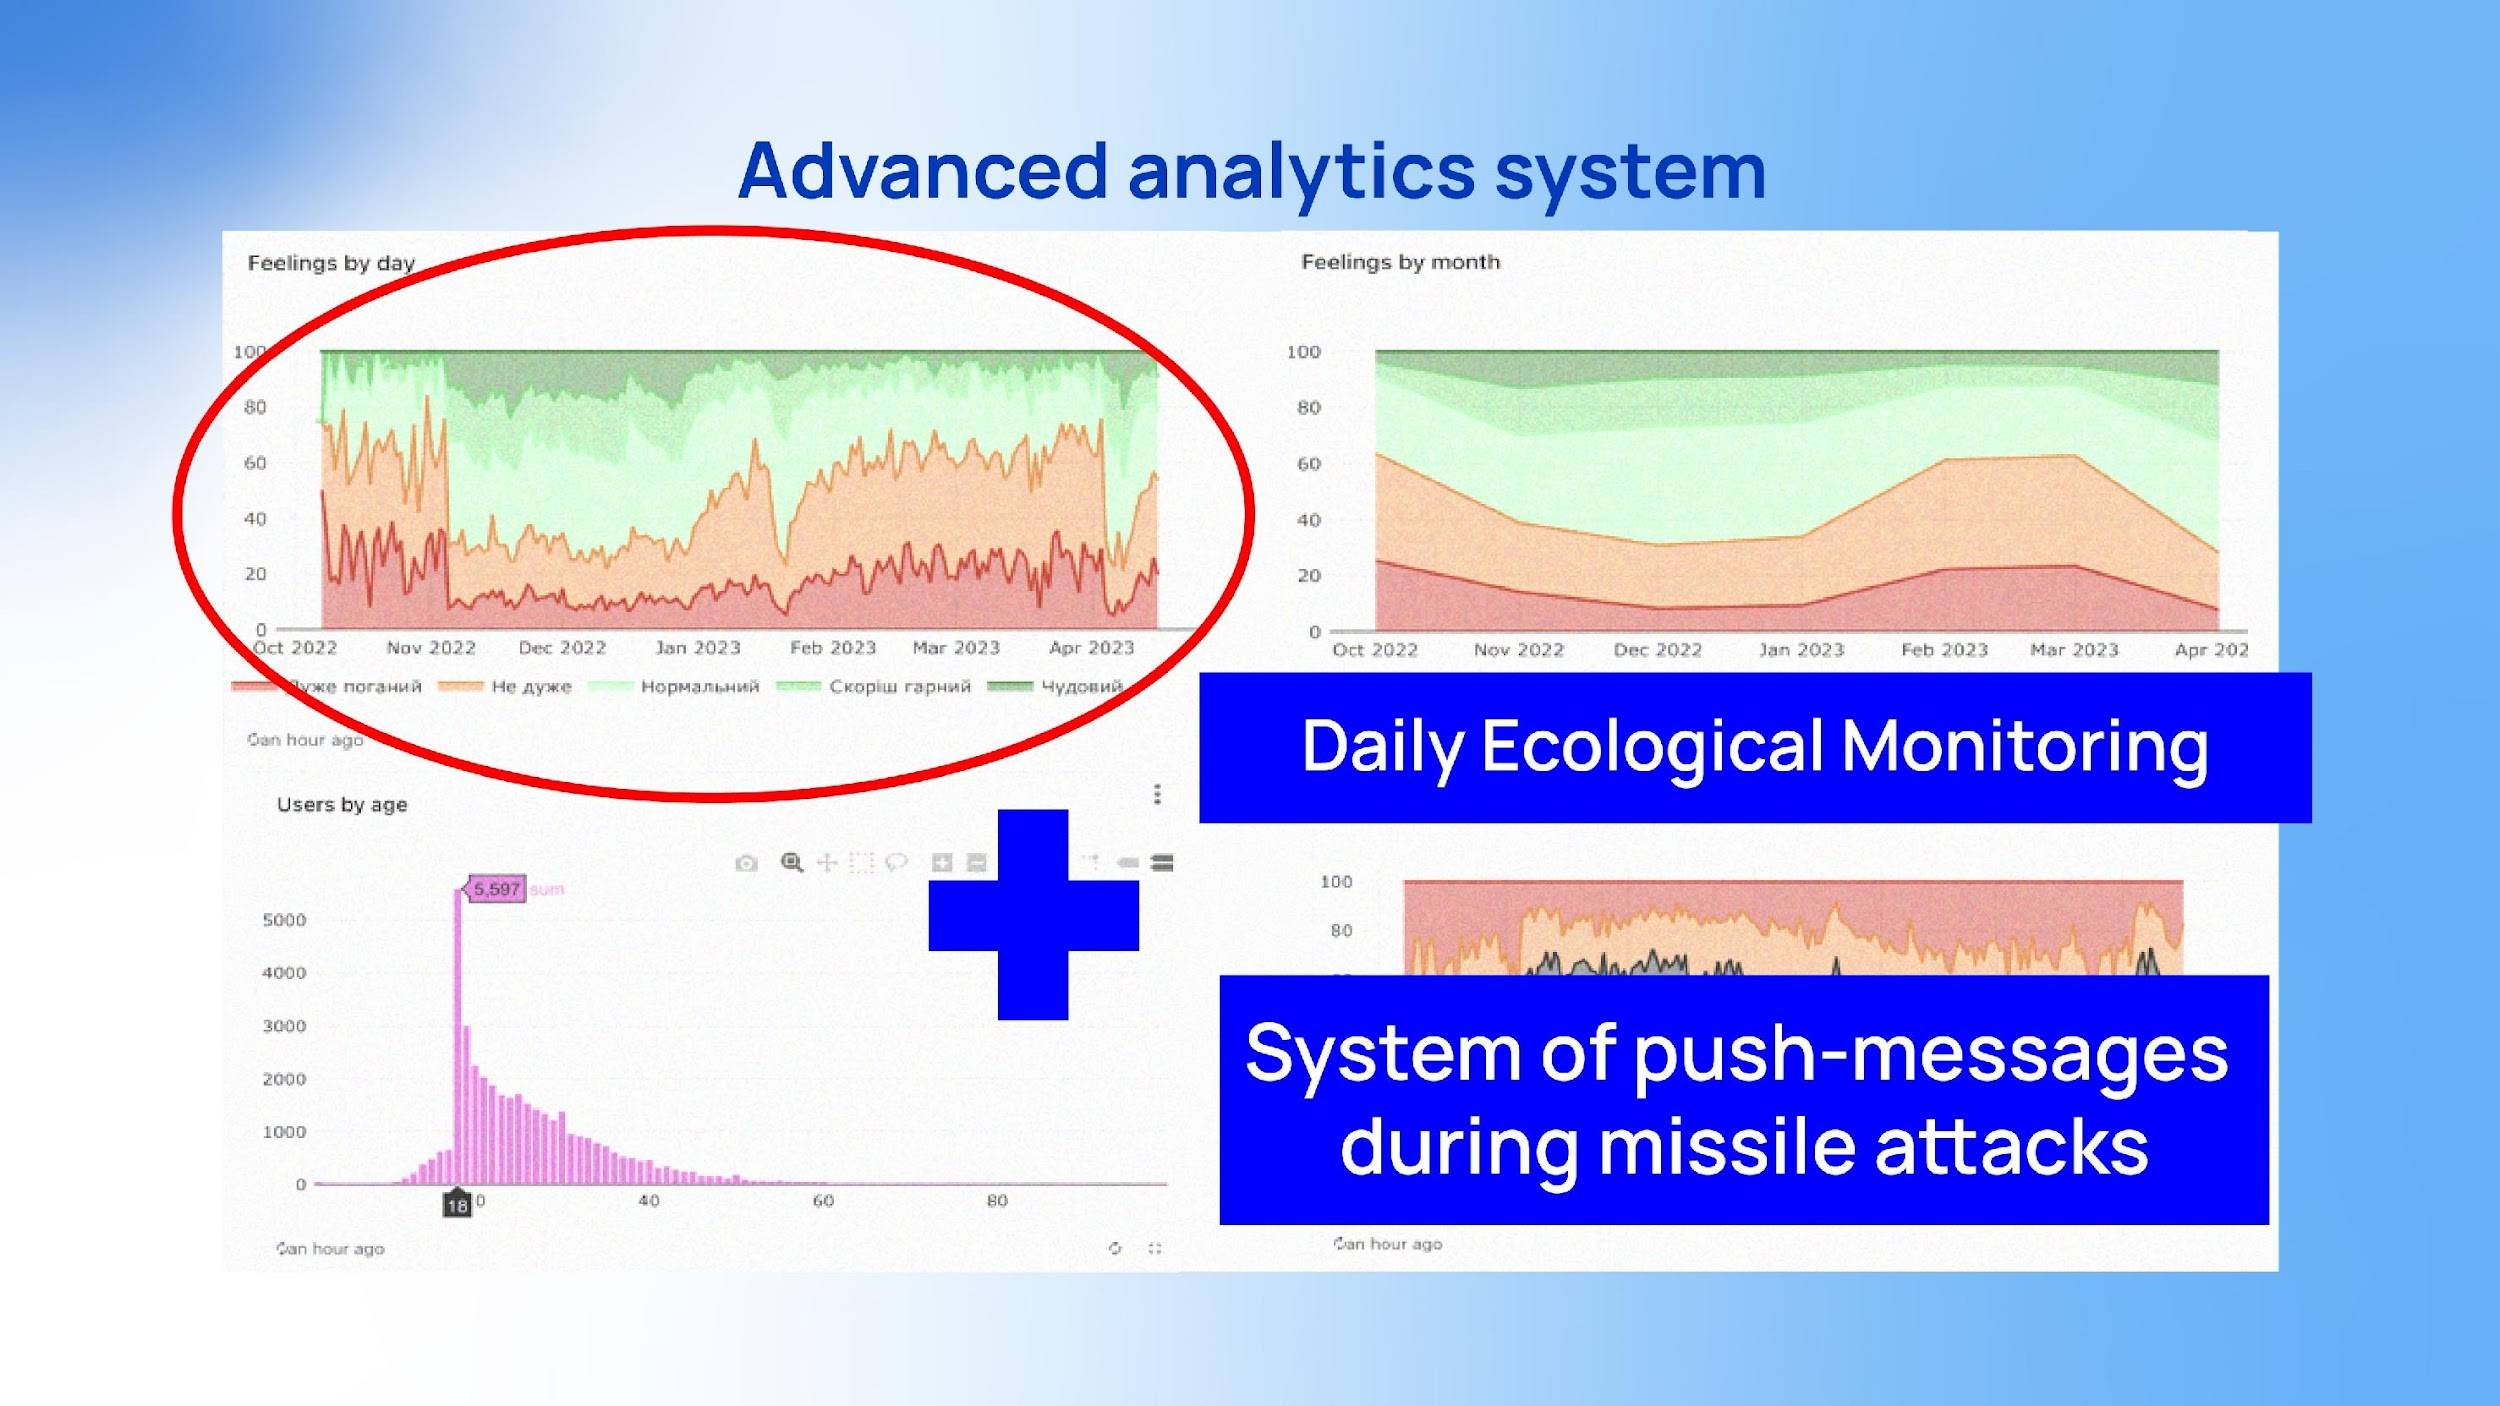 Advanced analytics system
Feelings by day
100
80
60
40
20
0
Oct 2022 Nov 2022 Dec 2022 Jan 2023 Feb 2023 Mar 2023 Apr 2023
поганий Не дуже Нормальний Скоріш гарний Чудовий
an hour ago
Feelings by month
100
80
60
40
20
0
Oct 2022 Nov 2022 Dec 2022 Jan 2023 Feb 2023 Mar 2023 Apr 202
Daily Ecological Monitoring
Users by age
5,597 sum
5000
4000
3000
2000
1000
0
18 0 40 60 80
an hour ago
100
80
System of push-messages
during missile attacks
an hour ago